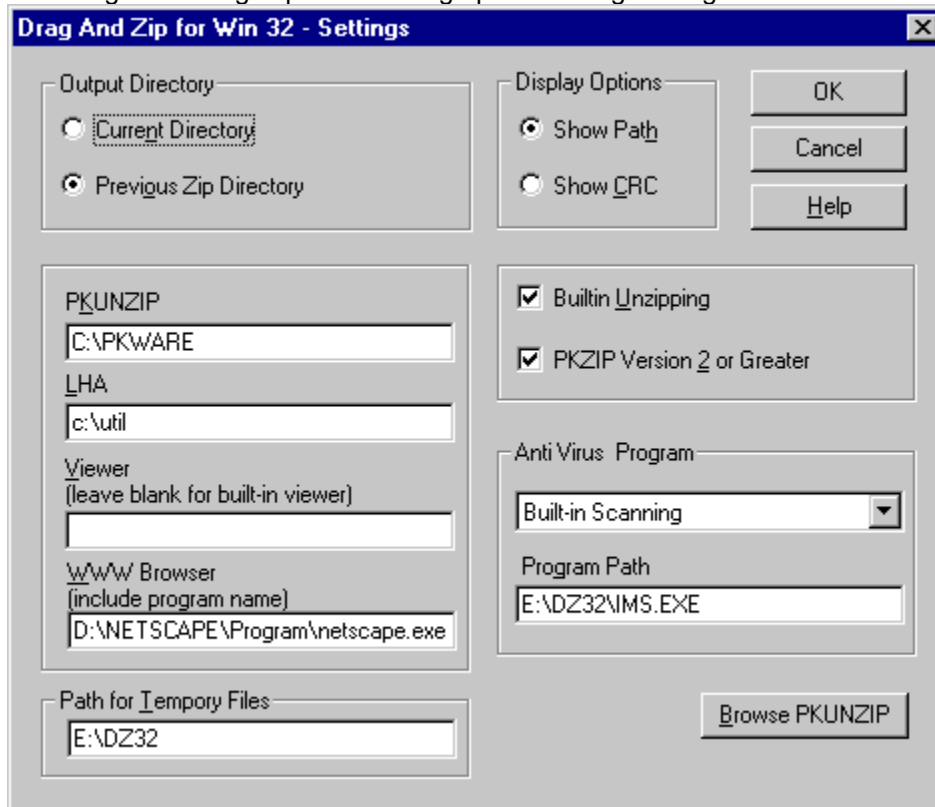 Drag And Zip for Win 32 - Settings
Output Directory
Current Directory
Previous Zip Directory
Display Options
Show Path
Show CRC
OK
Cancel
Help
PKUNZIP
C:\PKWARE
LHA
c:\util
Viewer
(leave blank for built-in viewer)
WWW Browser
(include program name)
D:\NETSCAPE\Program\netscape.exe
Builtin Unzipping
PKZIP Version 2 or Greater
Anti Virus Program
Built-in Scanning
Program Path
E:\DZ32\IMS.EXE
Path for Tempory Files
E:\DZ32
Browse PKUNZIP